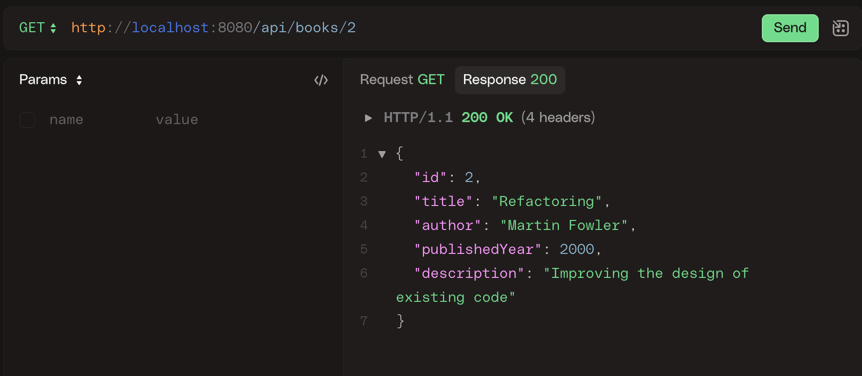 GET http://localhost:8080/api/books/2 Send
Params </>
name value
Request GET Response 200
HTTP/1.1 200 OK (4 headers)
1 {
2 "id": 2,
3 "title": "Refactoring",
4 "author": "Martin Fowler",
5 "publishedYear": 2000,
6 "description": "Improving the design of
existing code"
7 }